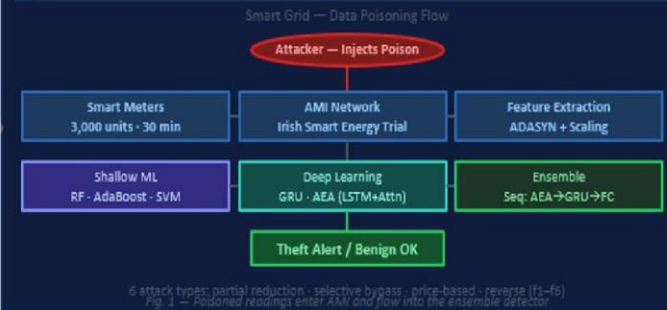 Smart Grid — Data Poisoning Flow
Attacker — Injects Poison
Smart Meters
3,000 units · 30 min
AMI Network
Irish Smart Energy Trial
Feature Extraction
ADASYN + Scaling
Shallow ML
RF · AdaBoost · SVM
Deep Learning
GRU · AEA (LSTM+Attn)
Ensemble
Seq: AEA→GRU→FC
Theft Alert / Benign OK
6 attack types: partial reduction · selective bypass · price-based · reverse (f1–f6)
Fig. 1 — Poisoned readings enter AMI and flow into the ensemble detector